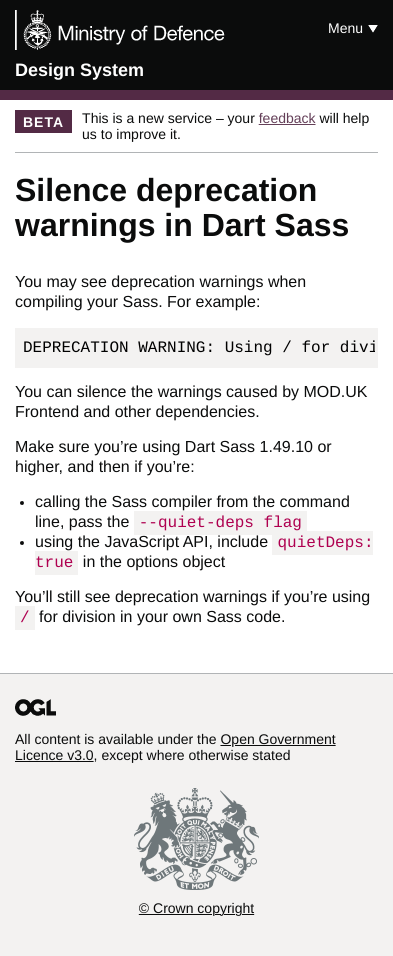 Ministry of Defence
Menu
Design System
BETA
This is a new service – your feedback will help
us to improve it.
Silence deprecation
warnings in Dart Sass
You may see deprecation warnings when
compiling your Sass. For example:
DEPRECATION WARNING: Using / for divi
You can silence the warnings caused by MOD.UK
Frontend and other dependencies.
Make sure you’re using Dart Sass 1.49.10 or
higher, and then if you’re:
• calling the Sass compiler from the command
line, pass the --quiet-deps flag
• using the JavaScript API, include quietDeps:
true in the options object
You’ll still see deprecation warnings if you’re using
/ for division in your own Sass code.
OGL
All content is available under the Open Government
Licence v3.0, except where otherwise stated
DIEU ET MON DROIT
© Crown copyright